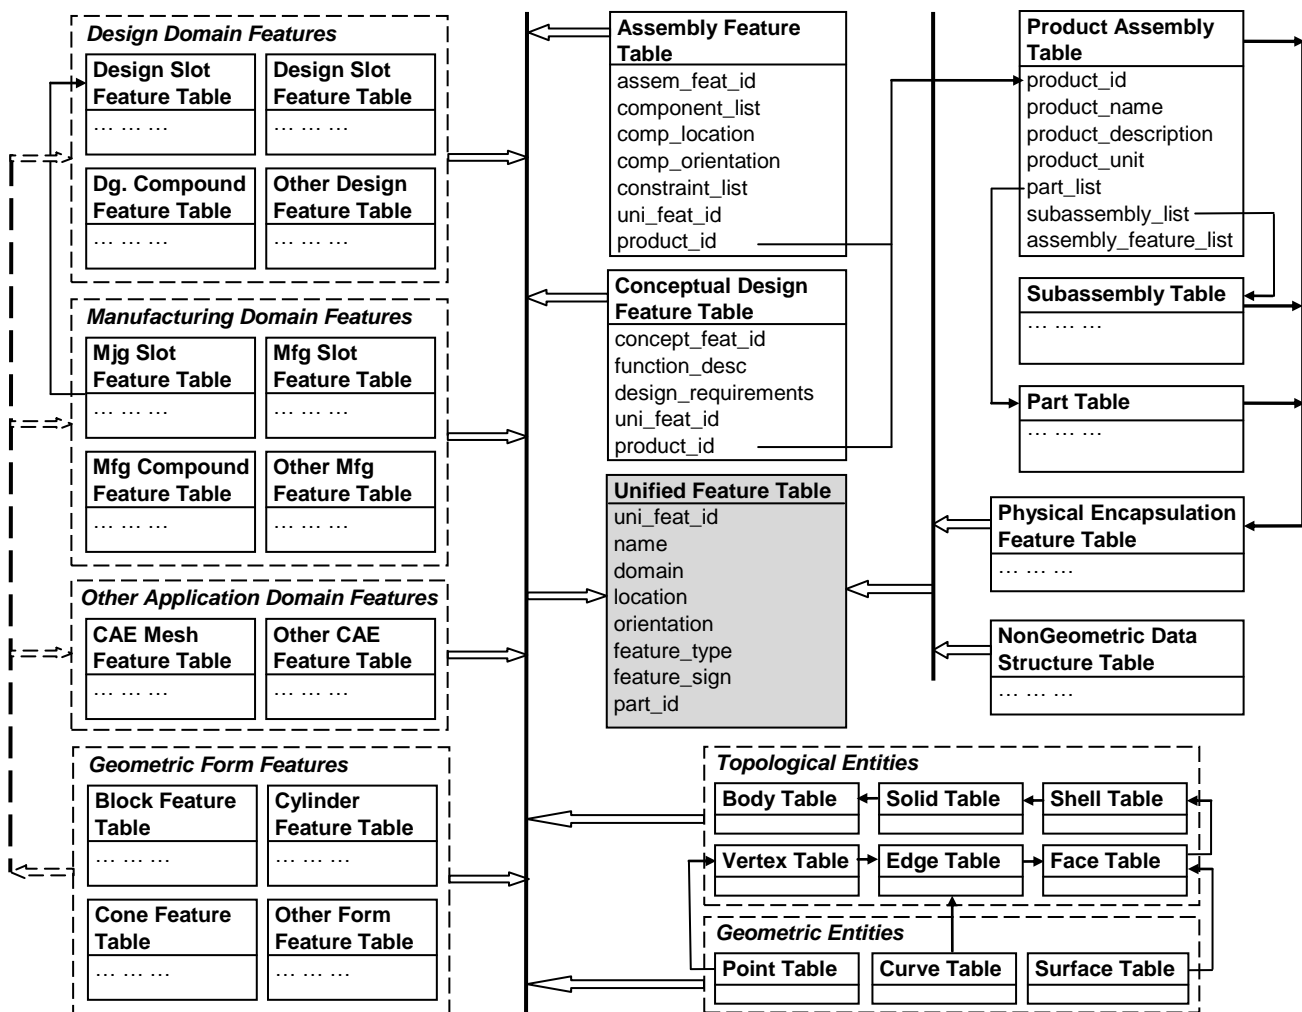 Design Domain Features
Design Slot
Feature Table
... ... ...
Design Slot
Feature Table
... ... ...
Dg. Compound
Feature Table
... ... ...
Other Design
Feature Table
... ... ...
Manufacturing Domain Features
Mjg Slot
Feature Table
... ... ...
Mfg Slot
Feature Table
... ... ...
Mfg Compound
Feature Table
... ... ...
Other Mfg
Feature Table
... ... ...
Other Application Domain Features
CAE Mesh
Feature Table
... ... ...
Other CAE
Feature Table
... ... ...
Geometric Form Features
Block Feature
Table
... ... ...
Cylinder
Feature Table
... ... ...
Cone Feature
Table
... ... ...
Other Form
Feature Table
... ... ...
Assembly Feature
Table
assem_feat_id
component_list
comp_location
comp_orientation
constraint_list
uni_feat_id
product_id
Conceptual Design
Feature Table
concept_feat_id
function_desc
design_requirements
uni_feat_id
product_id
Unified Feature Table
uni_feat_id
name
domain
location
orientation
feature_type
feature_sign
part_id
Product Assembly
Table
product_id
product_name
product_description
product_unit
part_list
subassembly_list
assembly_feature_list
Subassembly Table
... ... ...
Part Table
... ... ...
Physical Encapsulation
Feature Table
... ... ...
NonGeometric Data
Structure Table
... ... ...
Topological Entities
Body Table
Solid Table
Shell Table
Vertex Table
Edge Table
Face Table
Geometric Entities
Point Table
Curve Table
Surface Table